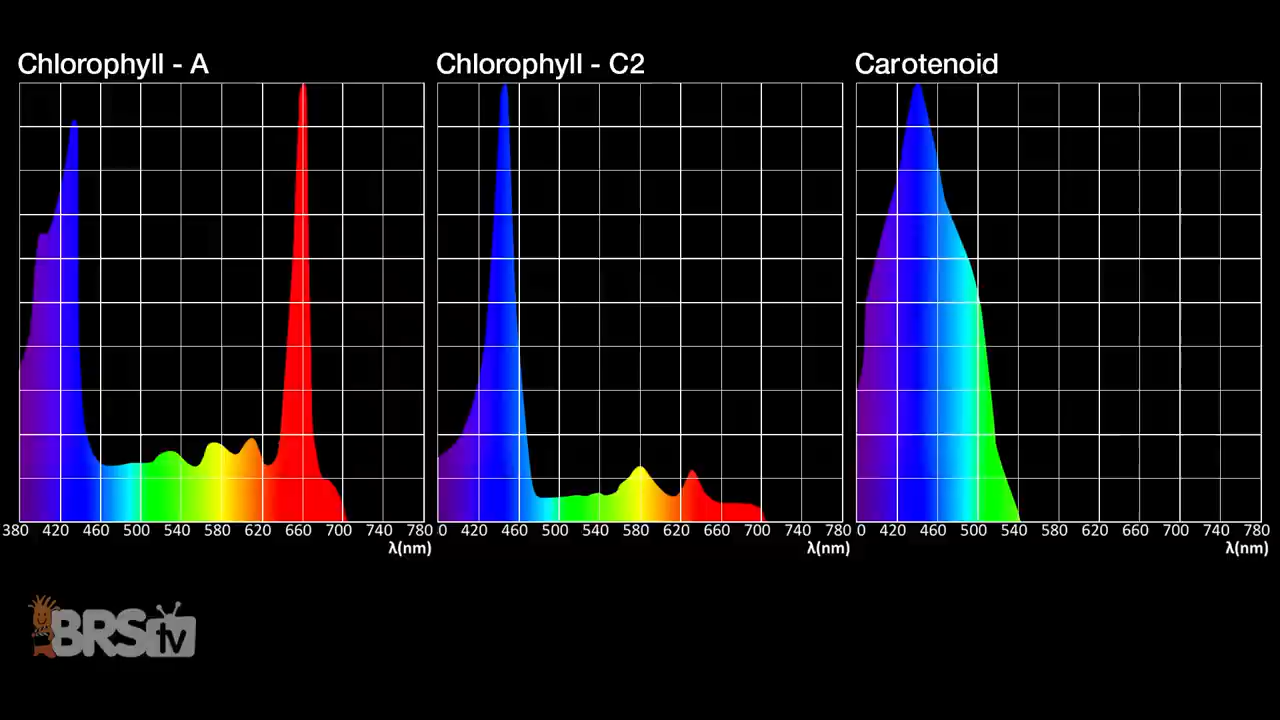 Chlorophyll - A
Chlorophyll - C2
Carotenoid
380 420 460 500 540 580 620 660 700 740 780
λ(nm)
0 420 460 500 540 580 620 660 700 740 780
λ(nm)
0 420 460 500 540 580 620 660 700 740 780
λ(nm)
BRStv